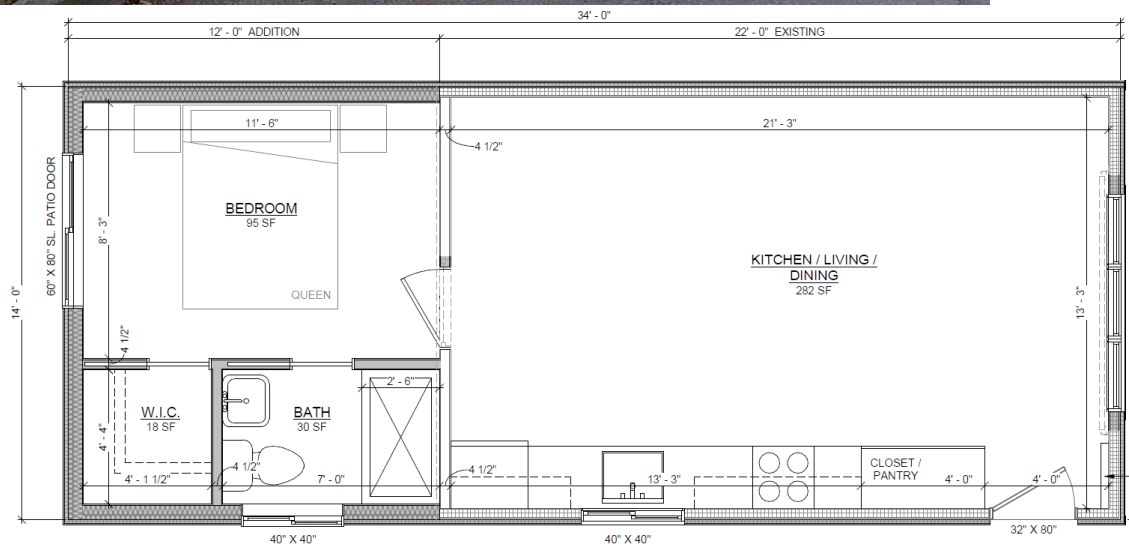 34' - 0"
12' - 0" ADDITION
22' - 0" EXISTING
11' - 6"
4 1/2"
21' - 3"
60" X 80" SL. PATIO DOOR
14' - 0"
8' - 3"
BEDROOM
95 SF
QUEEN
KITCHEN / LIVING /
DINING
282 SF
13' - 3"
4 1/2"
W.I.C.
18 SF
4' - 4"
4' - 1 1/2"
BATH
30 SF
2' - 6"
4 1/2"
7' - 0"
4 1/2"
13' - 3"
CLOSET /
PANTRY
4' - 0"
4' - 0"
40" X 40"
40" X 40"
32" X 80"